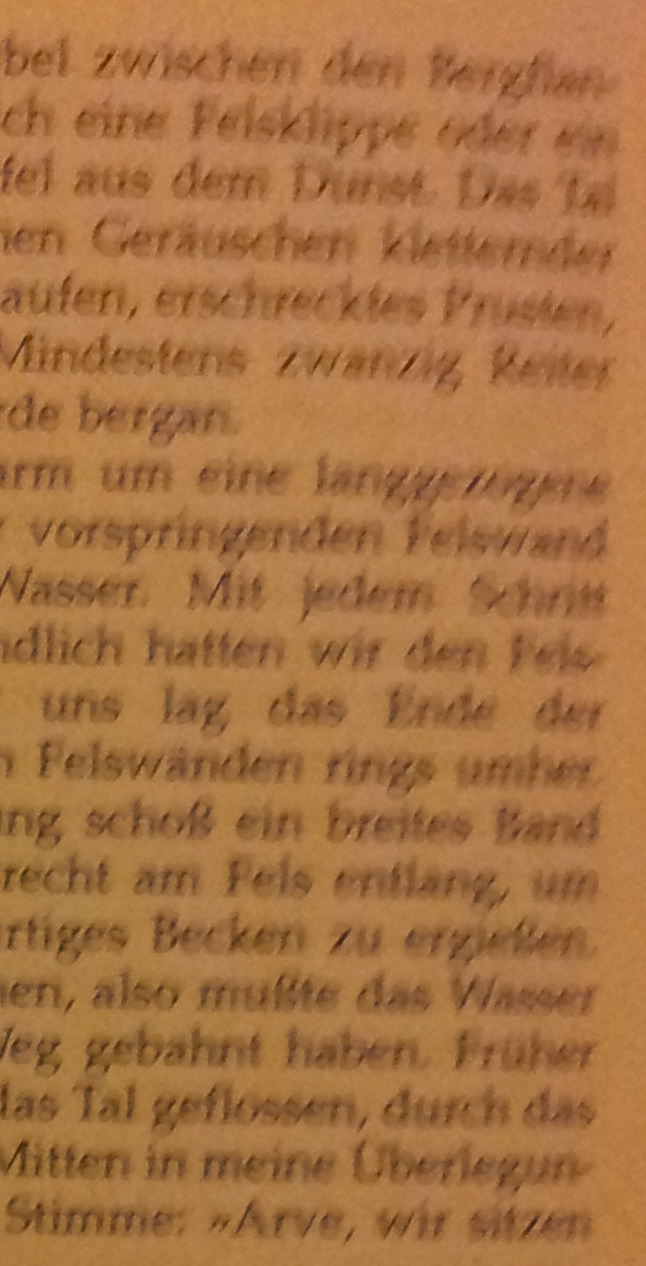 bel zwischen den Bergflan-
ch eine Felsklippe oder ein
fel aus dem Dunst. Das Tal
nen Geräuschen kletternder
aufen, erschrecktes Prusten,
Mindestens zwanzig Reiter
rde bergan.
arm um eine langgezogene
vorspringenden Felswand
Wasser. Mit jedem Schritt
ndlich hatten wir den Fels-
uns lag das Ende der
n Felswänden rings umher.
ung schoß ein breites Band
recht am Fels entlang, um
rtiges Becken zu ergießen.
nen, also mußte das Wasser
Weg gebahnt haben. Früher
das Tal geflossen, durch das
Mitten in meine Überlegun-
Stimme: »Arve, wir sitzen